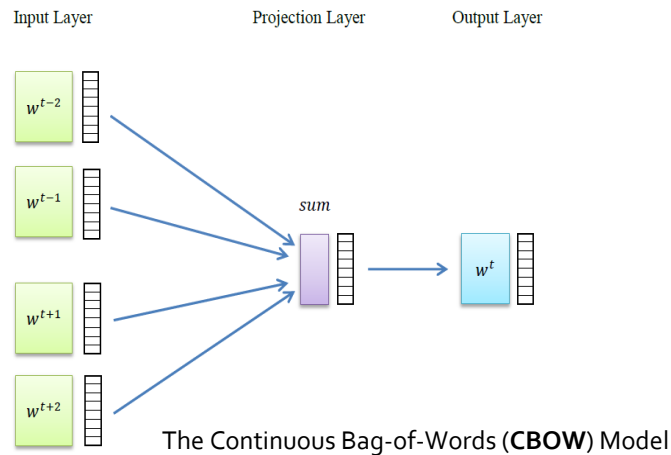 Input Layer Projection Layer Output Layer
w^{t-2}
w^{t-1}
sum
w^t
w^{t+1}
w^{t+2}
The Continuous Bag-of-Words (CBOW) Model